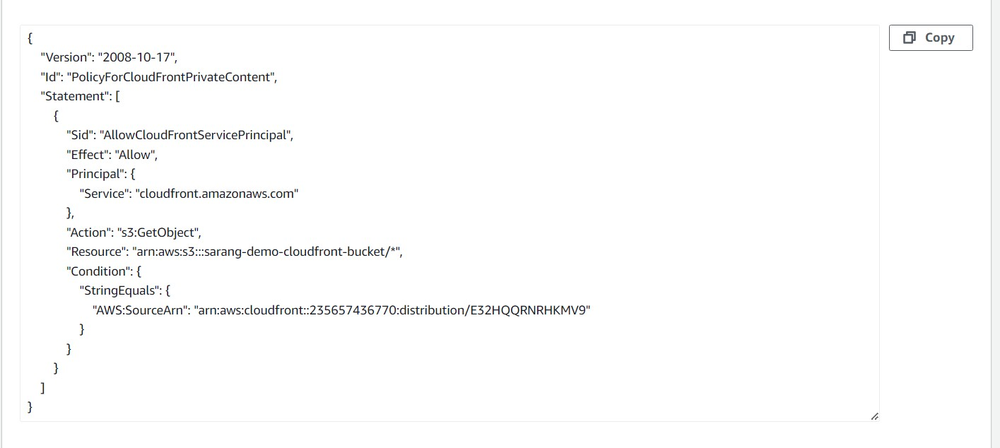 {
"Version": "2008-10-17",
"Id": "PolicyForCloudFrontPrivateContent",
"Statement": [
{
"Sid": "AllowCloudFrontServicePrincipal",
"Effect": "Allow",
"Principal": {
"Service": "cloudfront.amazonaws.com"
},
"Action": "s3:GetObject",
"Resource": "arn:aws:s3:::sarang-demo-cloudfront-bucket/*",
"Condition": {
"StringEquals": {
"AWS:SourceArn": "arn:aws:cloudfront::235657436770:distribution/E32HQQRNRHKMV9"
}
}
}
]
}
Copy